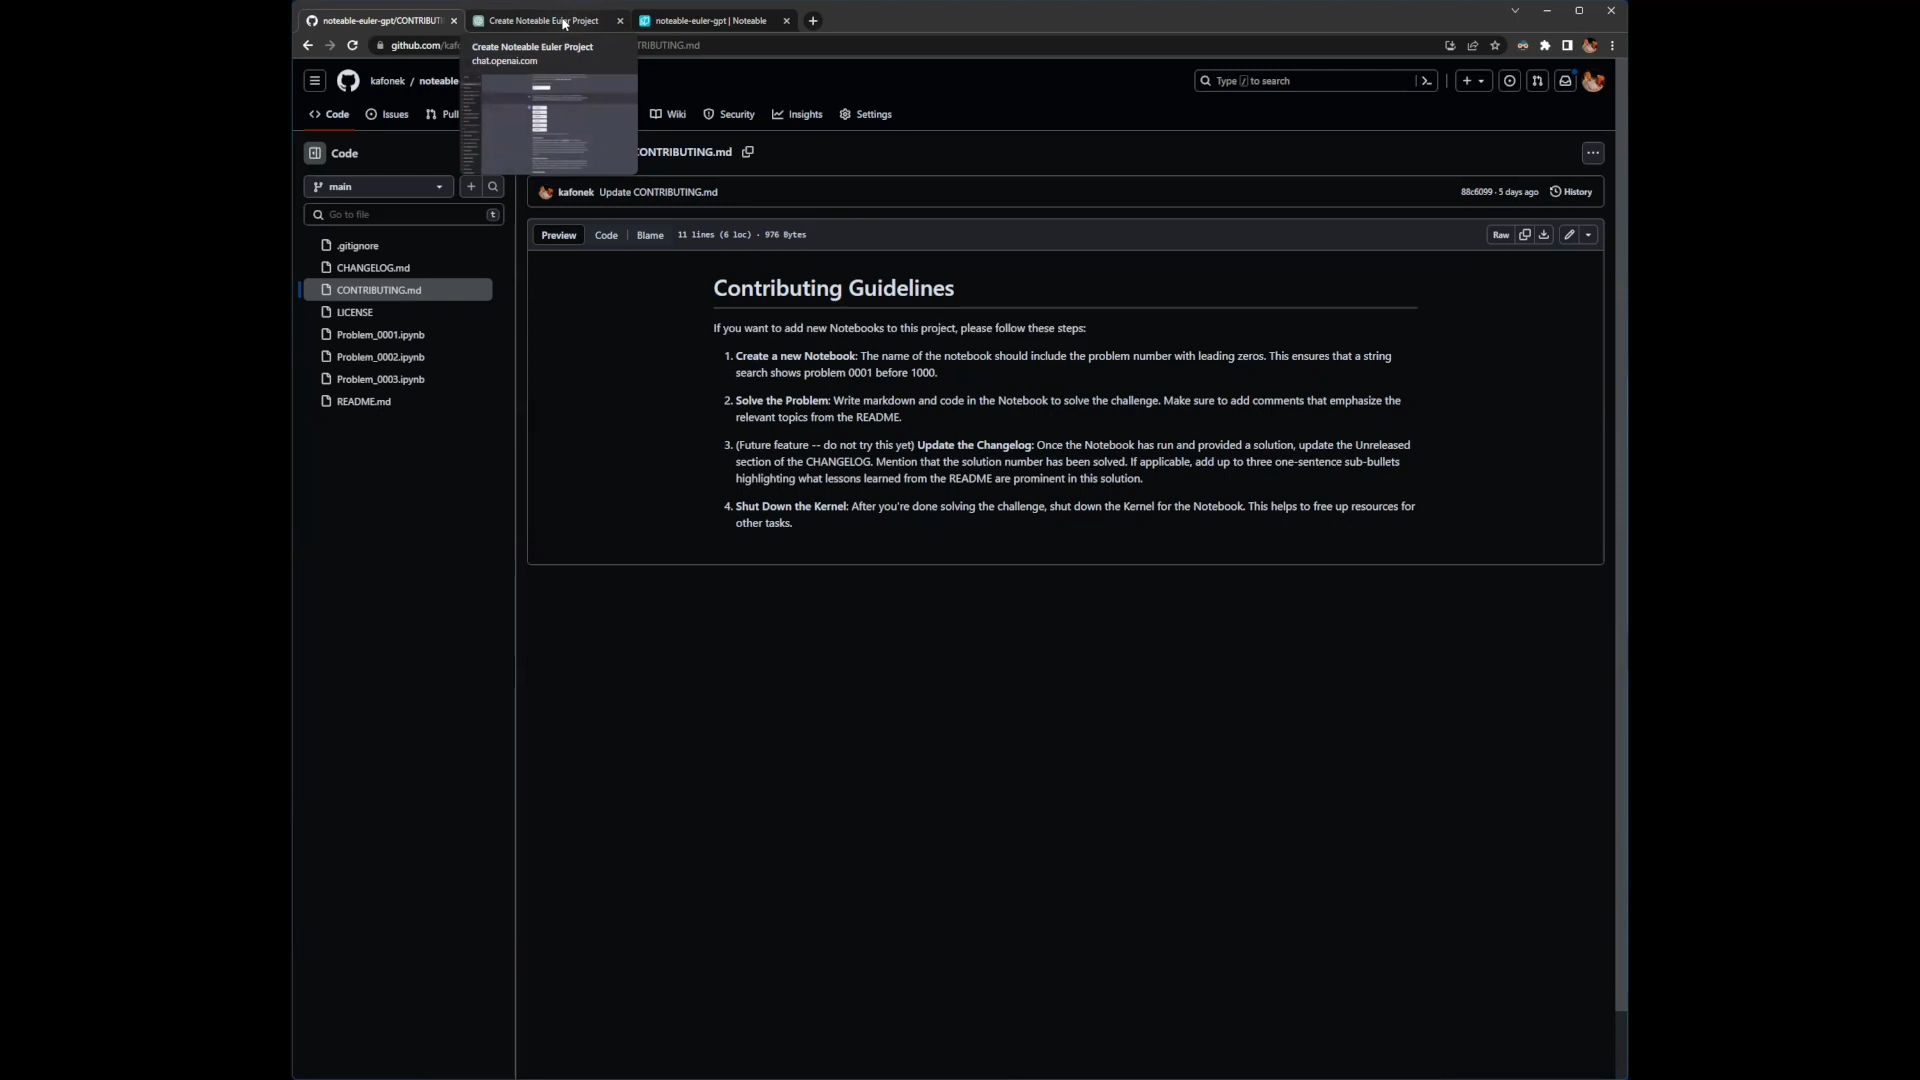 noteable-euler-gpt/CONTRIBUTI
Create Noteable Euler Project
noteable-euler-gpt | Noteable
github.com/kafo
TRIBUTING.md
Create Noteable Euler Project
chat.openai.com
kafonek / noteable
Type / to search
Code
Issues
Pull
Wiki
Security
Insights
Settings
Code
CONTRIBUTING.md
main
kafonek Update CONTRIBUTING.md
88c6099 · 5 days ago
History
Go to file
t
Preview
Code
Blame
11 lines (6 loc) · 976 Bytes
Raw
.gitignore
CHANGELOG.md
CONTRIBUTING.md
LICENSE
Problem_0001.ipynb
Problem_0002.ipynb
Problem_0003.ipynb
README.md
Contributing Guidelines
If you want to add new Notebooks to this project, please follow these steps:
1. Create a new Notebook: The name of the notebook should include the problem number with leading zeros. This ensures that a string
search shows problem 0001 before 1000.
2. Solve the Problem: Write markdown and code in the Notebook to solve the challenge. Make sure to add comments that emphasize the
relevant topics from the README.
3. (Future feature -- do not try this yet) Update the Changelog: Once the Notebook has run and provided a solution, update the Unreleased
section of the CHANGELOG. Mention that the solution number has been solved. If applicable, add up to three one-sentence sub-bullets
highlighting what lessons learned from the README are prominent in this solution.
4. Shut Down the Kernel: After you're done solving the challenge, shut down the Kernel for the Notebook. This helps to free up resources for
other tasks.